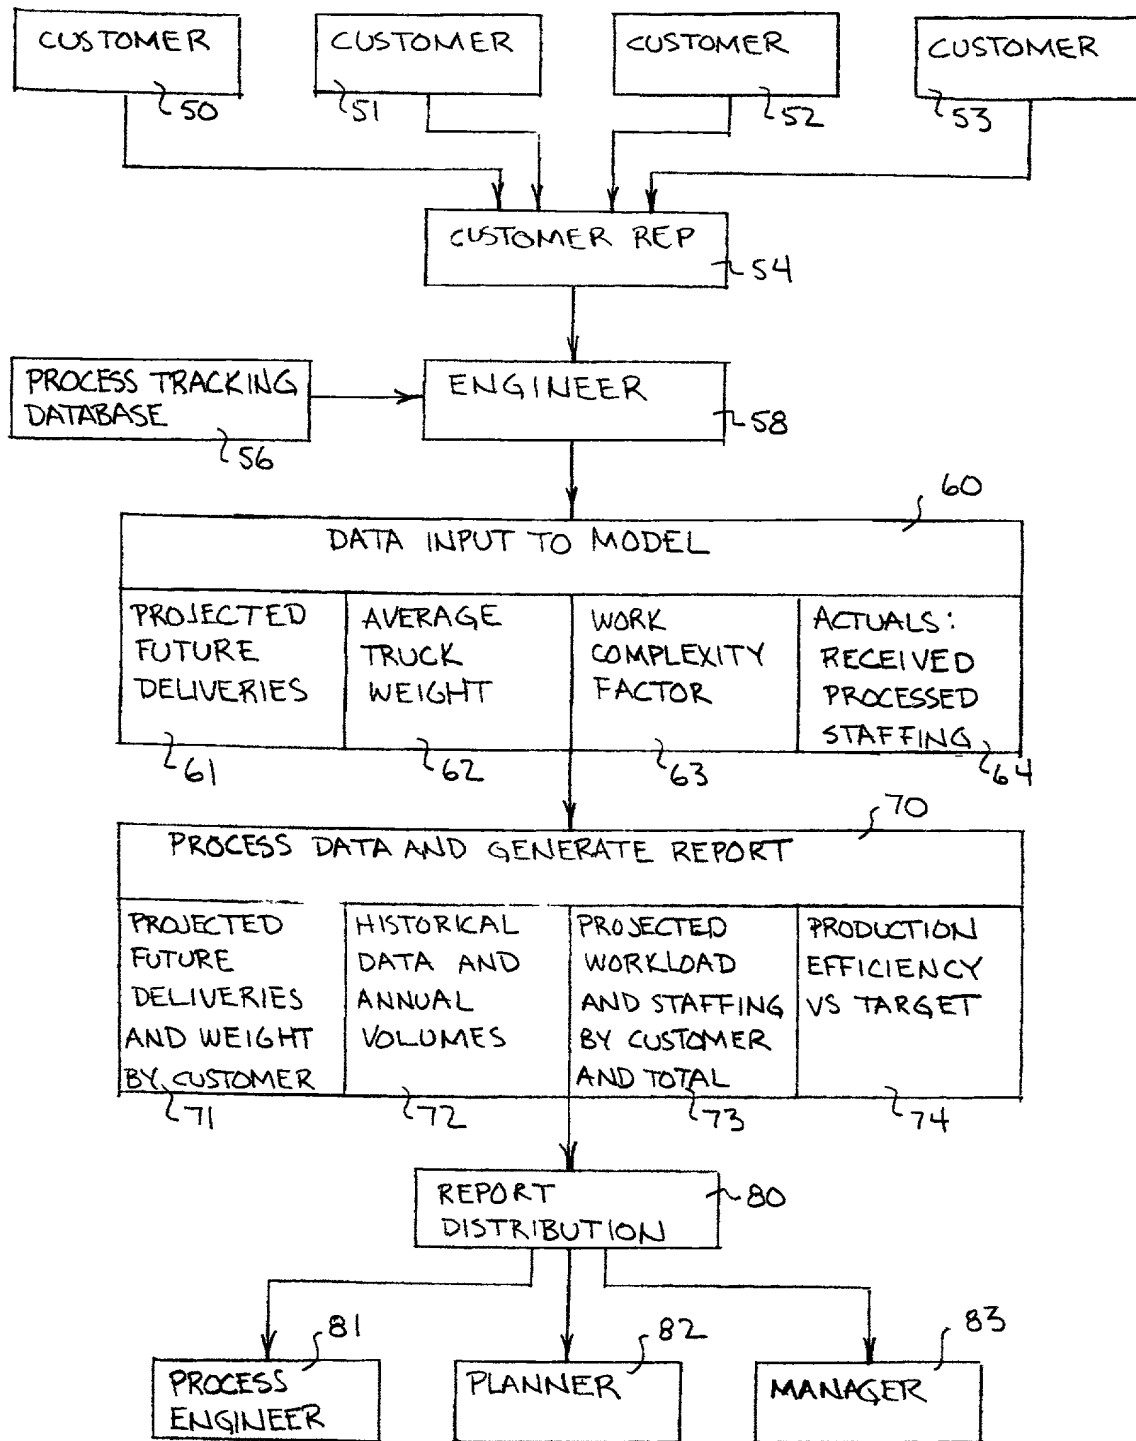 CUSTOMER
50
CUSTOMER
51
CUSTOMER
52
CUSTOMER
53
CUSTOMER REP
54
PROCESS TRACKING
DATABASE
56
ENGINEER
58
60
DATA INPUT TO MODEL
PROJECTED
FUTURE
DELIVERIES
61
AVERAGE
TRUCK
WEIGHT
62
WORK
COMPLEXITY
FACTOR
63
ACTUALS:
RECEIVED
PROCESSED
STAFFING
64
70
PROCESS DATA AND GENERATE REPORT
PROJECTED
FUTURE
DELIVERIES
AND WEIGHT
BY CUSTOMER
71
HISTORICAL
DATA AND
ANNUAL
VOLUMES
72
PROJECTED
WORKLOAD
AND STAFFING
BY CUSTOMER
AND TOTAL
73
PRODUCTION
EFFICIENCY
VS TARGET
74
REPORT
DISTRIBUTION
80
81
PROCESS
ENGINEER
82
PLANNER
83
MANAGER